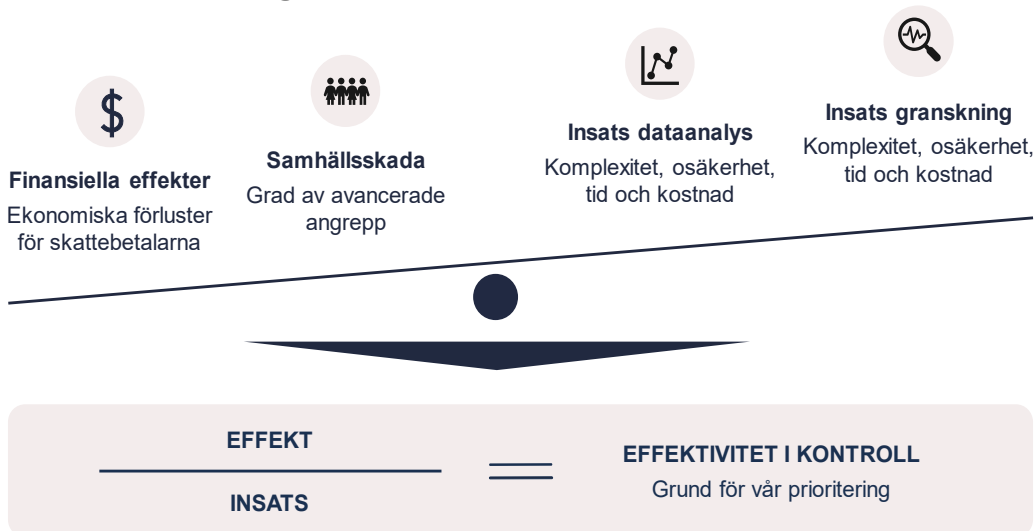 $
Finansiella effekter
Ekonomiska förluster
för skattebetalarna
Samhällsskada
Grad av avancerade
angrepp
Insats dataanalys
Komplexitet, osäkerhet,
tid och kostnad
Insats granskning
Komplexitet, osäkerhet,
tid och kostnad
EFFEKT
INSATS
EFFEKTIVITET I KONTROLL
Grund för vår prioritering